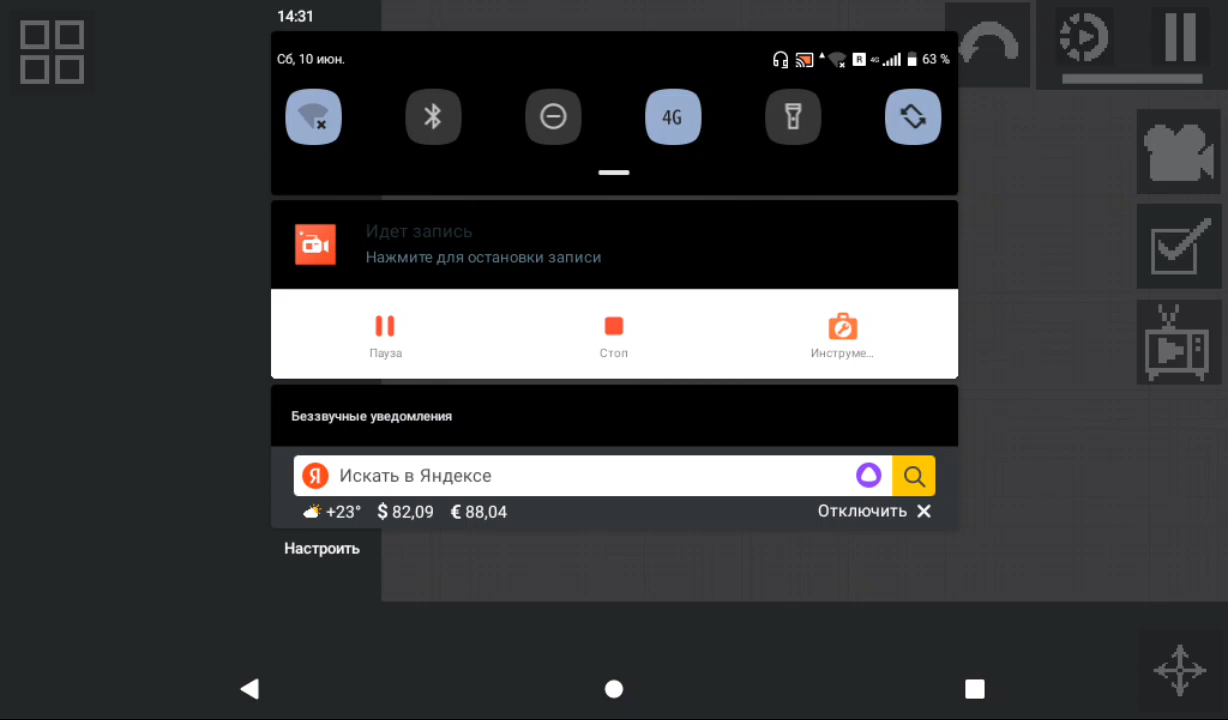 14:31
Сб, 10 июн.
R 4G 63 %
4G
Идет запись
Нажмите для остановки записи
Пауза
Стоп
Инструме…
Беззвучные уведомления
Я Искать в Яндексе
+23° $ 82,09 € 88,04
Отключить
Настроить